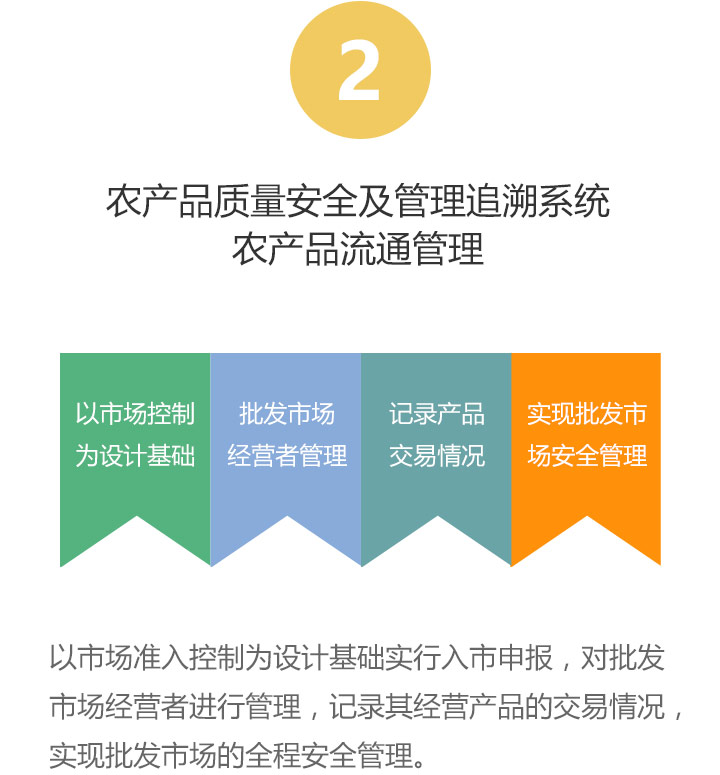 2
农产品质量安全及管理追溯系统
农产品流通管理
以市场控制
为设计基础
批发市场
经营者管理
记录产品
交易情况
实现批发市
场安全管理
以市场准入控制为设计基础实行入市申报，对批发
市场经营者进行管理，记录其经营产品的交易情况，
实现批发市场的全程安全管理。